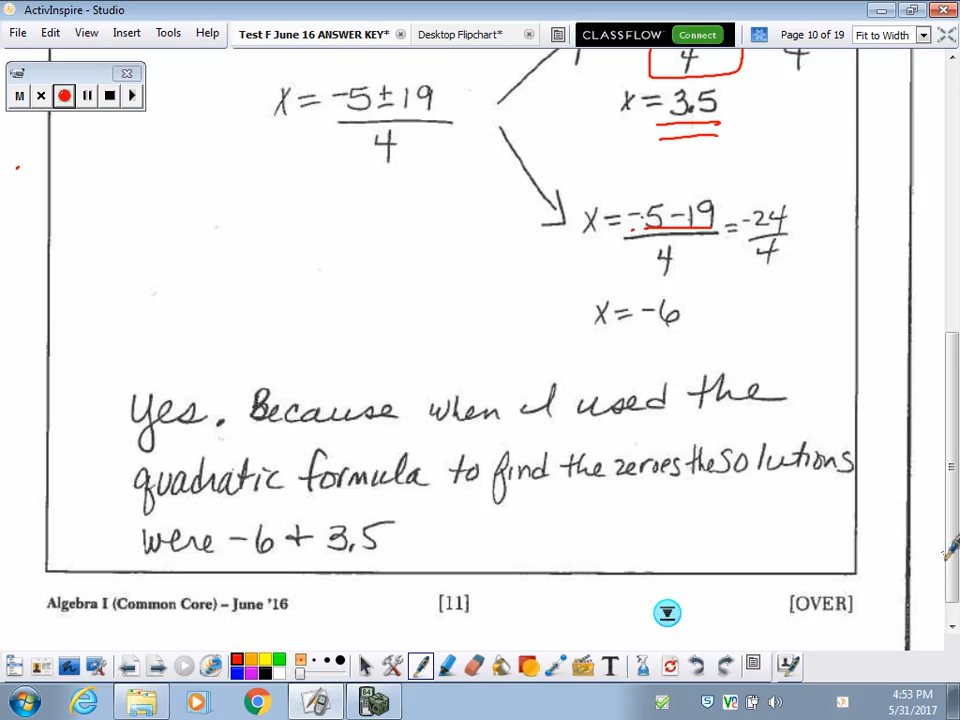 ActivInspire - Studio
File Edit View Insert Tools Help
Test F June 16 ANSWER KEY*
Desktop Flipchart*
CLASSFLOW Connect
Page 10 of 19
Fit to Width
M
4
4
x = 3.5
x = -5±19
4
x = -5-19 = -24
4 4
x = -6
Yes. Because when I used the
quadratic formula to find the zeroes the solutions
were -6 + 3.5
Algebra I (Common Core) – June '16
[11]
[OVER]
T
84
S
4:53 PM
5/31/2017